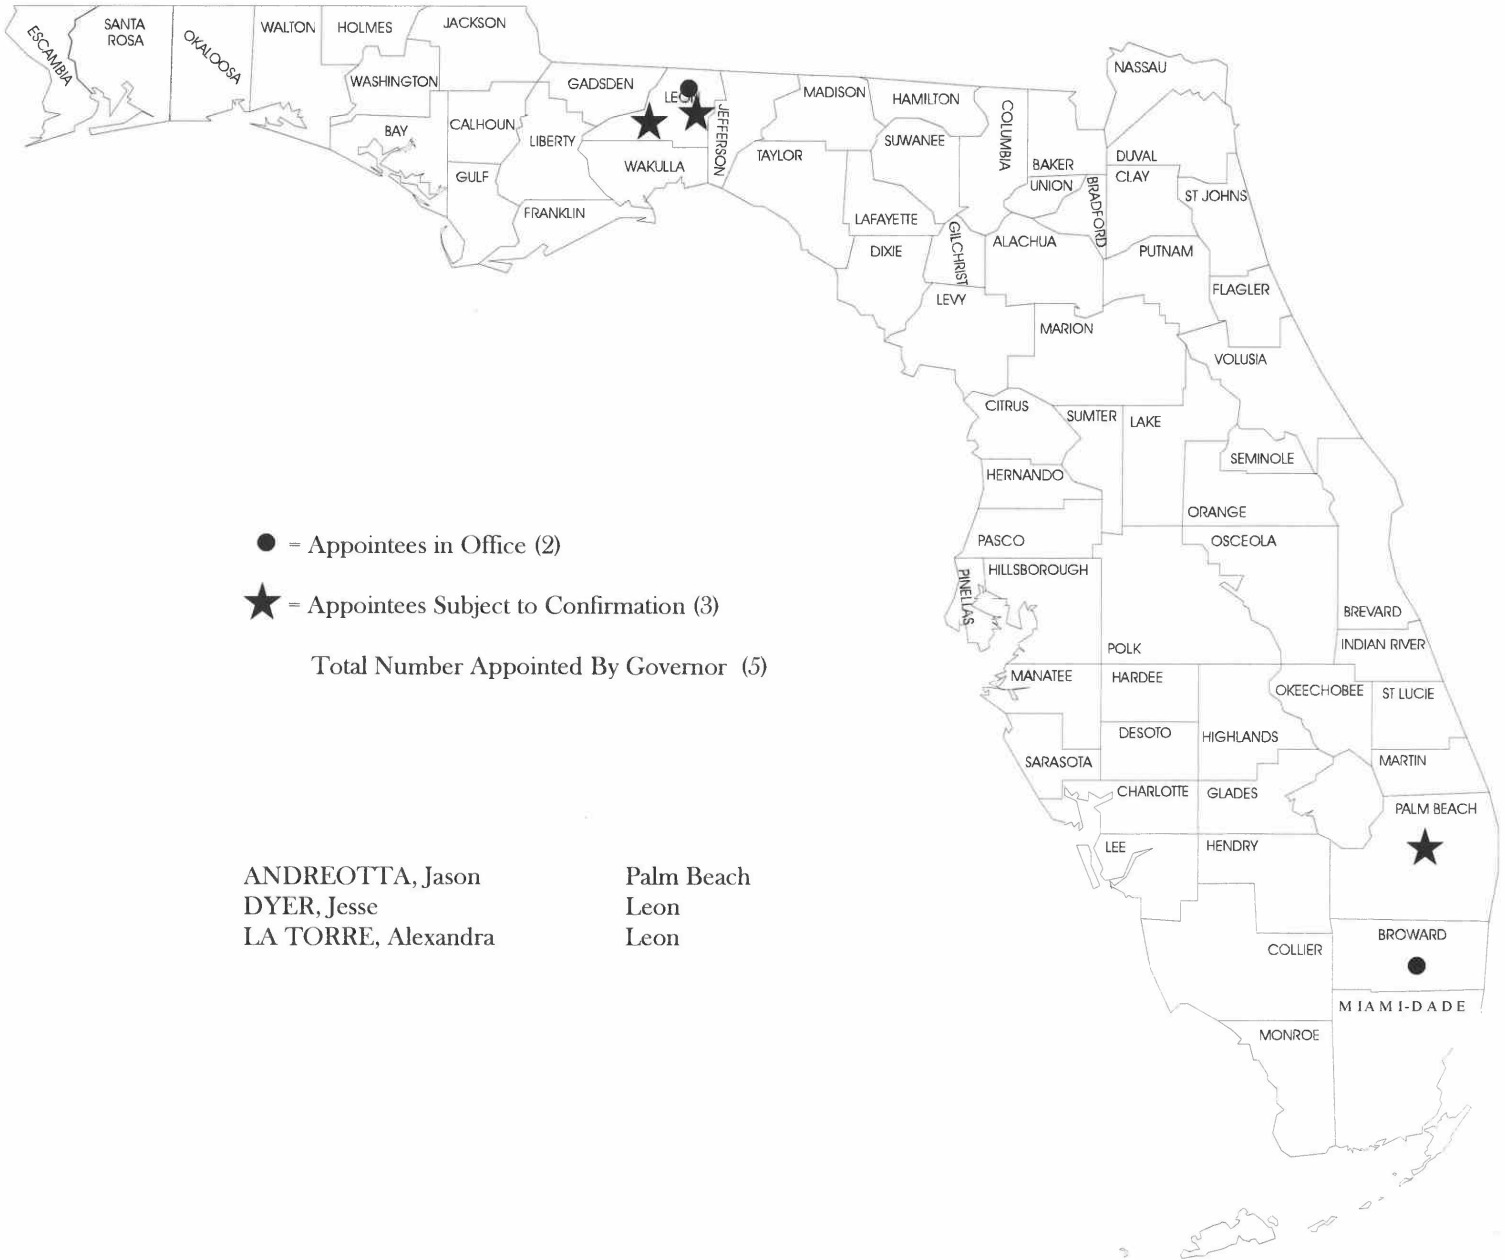 ESCAMBIA
SANTA
ROSA
OKALOOSA
WALTON
HOLMES
JACKSON
WASHINGTON
BAY
CALHOUN
GULF
GADSDEN
LIBERTY
LEON
WAKULLA
FRANKLIN
JEFFERSON
MADISON
TAYLOR
HAMILTON
SUWANEE
LAFAYETTE
DIXIE
COLUMBIA
BAKER
UNION
BRADFORD
NASSAU
DUVAL
CLAY
ST JOHNS
GILCHRIST
ALACHUA
PUTNAM
FLAGLER
LEVY
MARION
VOLUSIA
CITRUS
SUMTER
LAKE
SEMINOLE
HERNANDO
ORANGE
PASCO
OSCEOLA
PINELLAS
HILLSBOROUGH
BREVARD
POLK
INDIAN RIVER
MANATEE
HARDEE
OKEECHOBEE
ST LUCIE
DESOTO
HIGHLANDS
SARASOTA
MARTIN
CHARLOTTE
GLADES
PALM BEACH
LEE
HENDRY
BROWARD
COLLIER
MIAMI-DADE
MONROE
= Appointees in Office (2)
= Appointees Subject to Confirmation (3)
Total Number Appointed By Governor (5)
ANDREOTTA, Jason Palm Beach
DYER, Jesse Leon
LA TORRE, Alexandra Leon